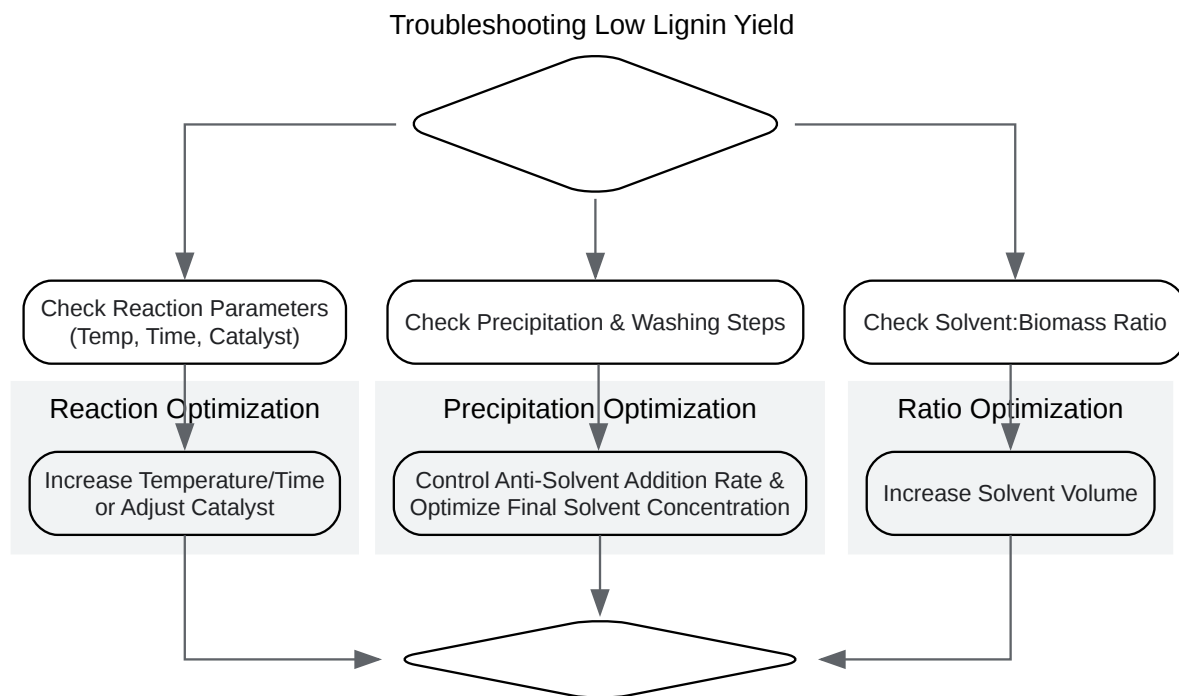 Troubleshooting Low Lignin Yield
Check Reaction Parameters
(Temp, Time, Catalyst)
Check Precipitation & Washing Steps
Check Solvent:Biomass Ratio
Reaction Optimization
Precipitation Optimization
Ratio Optimization
Increase Temperature/Time
or Adjust Catalyst
Control Anti-Solvent Addition Rate &
Optimize Final Solvent Concentration
Increase Solvent Volume